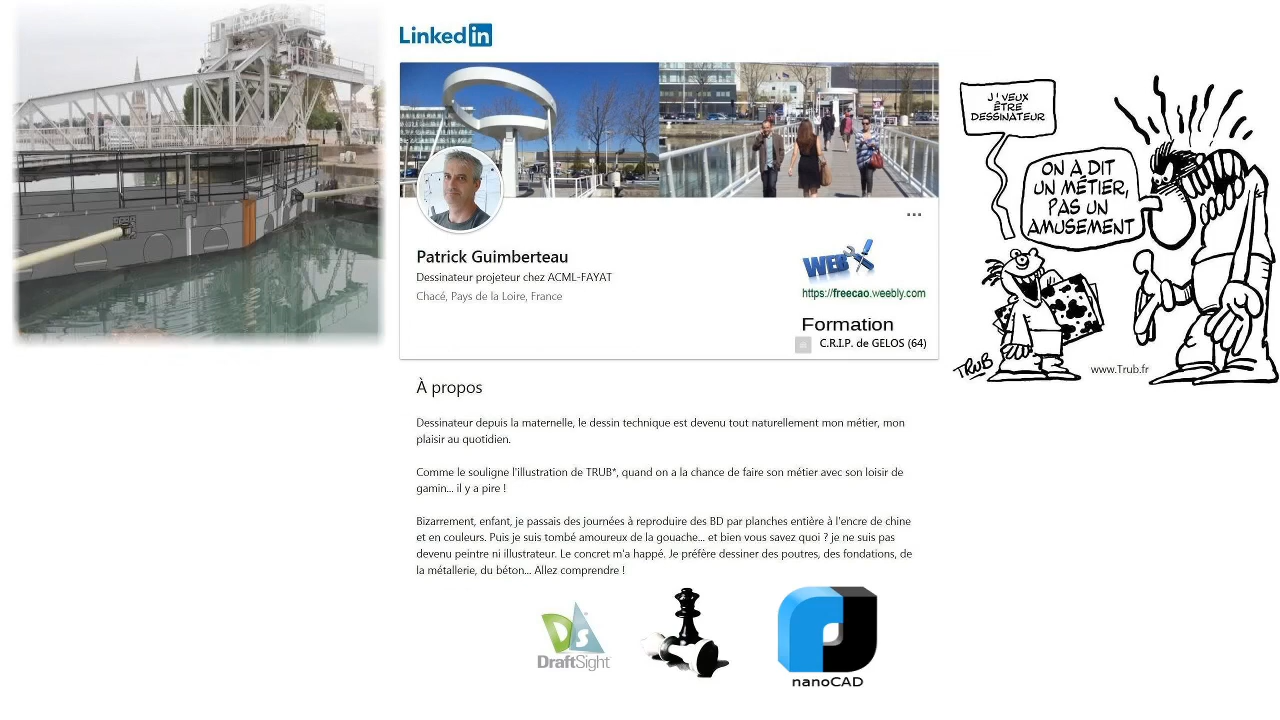 Linked in
J'VEUX
ÊTRE
DESSINATEUR
ON A DIT
UN MÉTIER,
PAS UN
AMUSEMENT
...
Patrick Guimberteau
Dessinateur projeteur chez ACML-FAYAT
Chacé, Pays de la Loire, France
WEB
https://freecao.weebly.com
Formation
C.R.I.P. de GELOS (64)
TRUB
www.Trub.fr
À propos
Dessinateur depuis la maternelle, le dessin technique est devenu tout naturellement mon métier, mon
plaisir au quotidien.
Comme le souligne l'illustration de TRUB*, quand on a la chance de faire son métier avec son loisir de
gamin... il y a pire !
Bizarrement, enfant, je passais des journées à reproduire des BD par planches entière à l'encre de chine
et en couleurs. Puis je suis tombé amoureux de la gouache... et bien vous savez quoi ? je ne suis pas
devenu peintre ni illustrateur. Le concret m'a happé. Je préfère dessiner des poutres, des fondations, de
la métallerie, du béton... Allez comprendre !
DS
DraftSight
nanoCAD